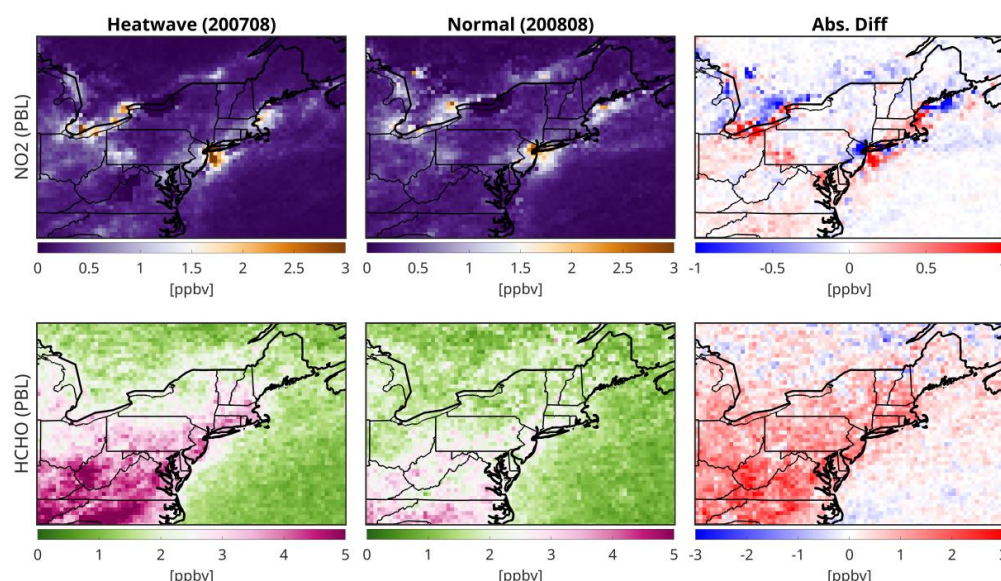 Heatwave (200708) Normal (200808) Abs. Diff
NO2 (PBL)
0 0.5 1 1.5 2 2.5 3 0 0.5 1 1.5 2 2.5 3 -1 -0.5 0 0.5 1
[ppbv] [ppbv] [ppbv]
HCHO (PBL)
0 1 2 3 4 5 0 1 2 3 4 5 -3 -2 -1 0 1 2 3
[ppbv] [ppbv] [ppbv]